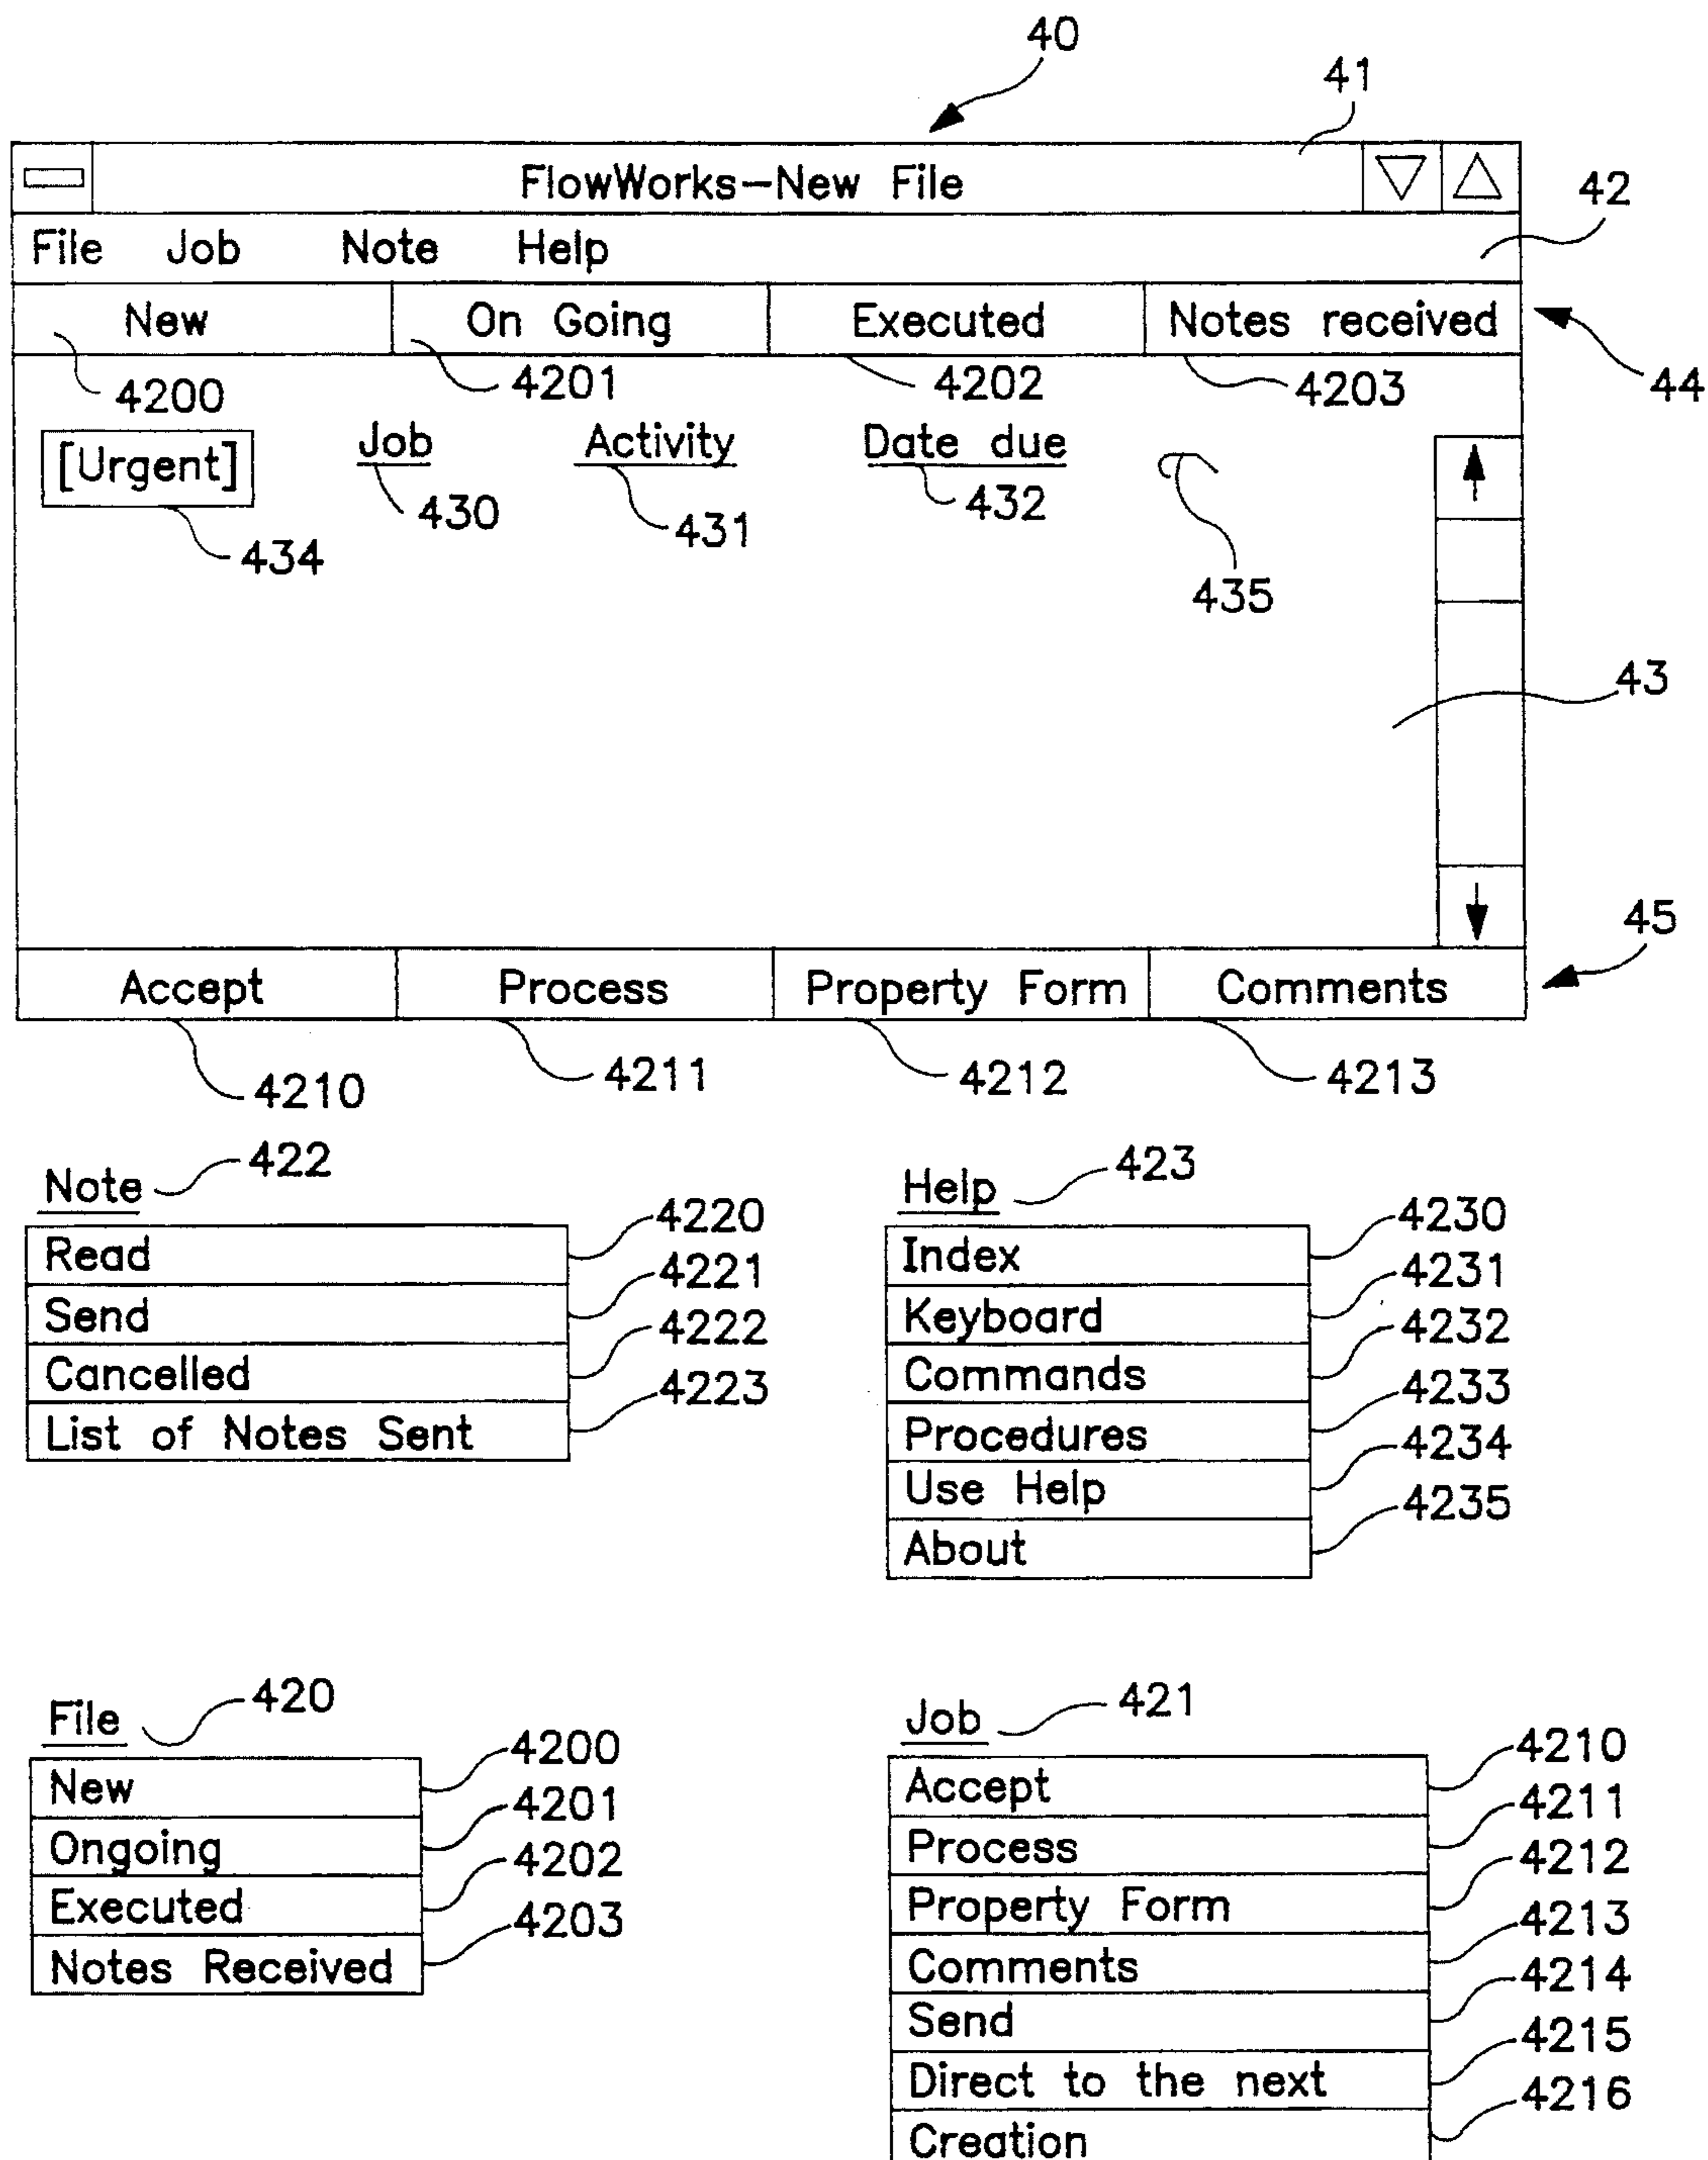 40
41
FlowWorks-New File
42
File Job Note Help
New On Going Executed Notes received
44
4200 4201 4202 4203
[Urgent] Job Activity Date due
430 431 432
434 435
43
45
Accept Process Property Form Comments
4210 4211 4212 4213
Note 422
Read 4220
Send 4221
Cancelled 4222
List of Notes Sent 4223
Help 423
Index 4230
Keyboard 4231
Commands 4232
Procedures 4233
Use Help 4234
About 4235
File 420
New 4200
Ongoing 4201
Executed 4202
Notes Received 4203
Job 421
Accept 4210
Process 4211
Property Form 4212
Comments 4213
Send 4214
Direct to the next 4215
Creation 4216